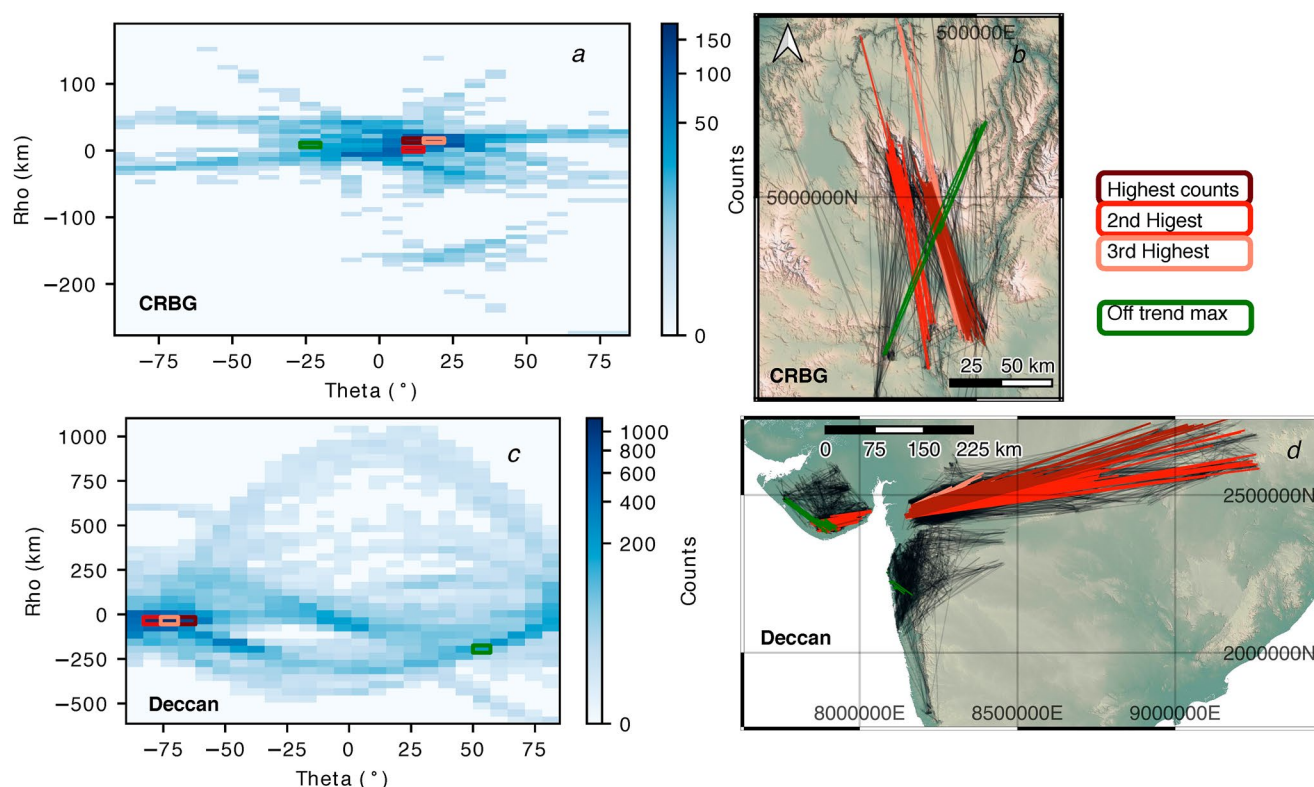 a
100
0
−100
−200
Rho (km)
CRBG
−75
−50
−25
0
25
50
75
Theta (°)
150
100
50
0
Counts
500000E
b
5000000N
25
50 km
CRBG
Highest counts
2nd Higest
3rd Highest
Off trend max
c
1000
750
500
250
0
−250
−500
Rho (km)
Deccan
−75
−50
−25
0
25
50
75
Theta (°)
1000
800
600
400
200
0
Counts
0
75
150
225 km
d
2500000N
Deccan
2000000N
8000000E
8500000E
9000000E